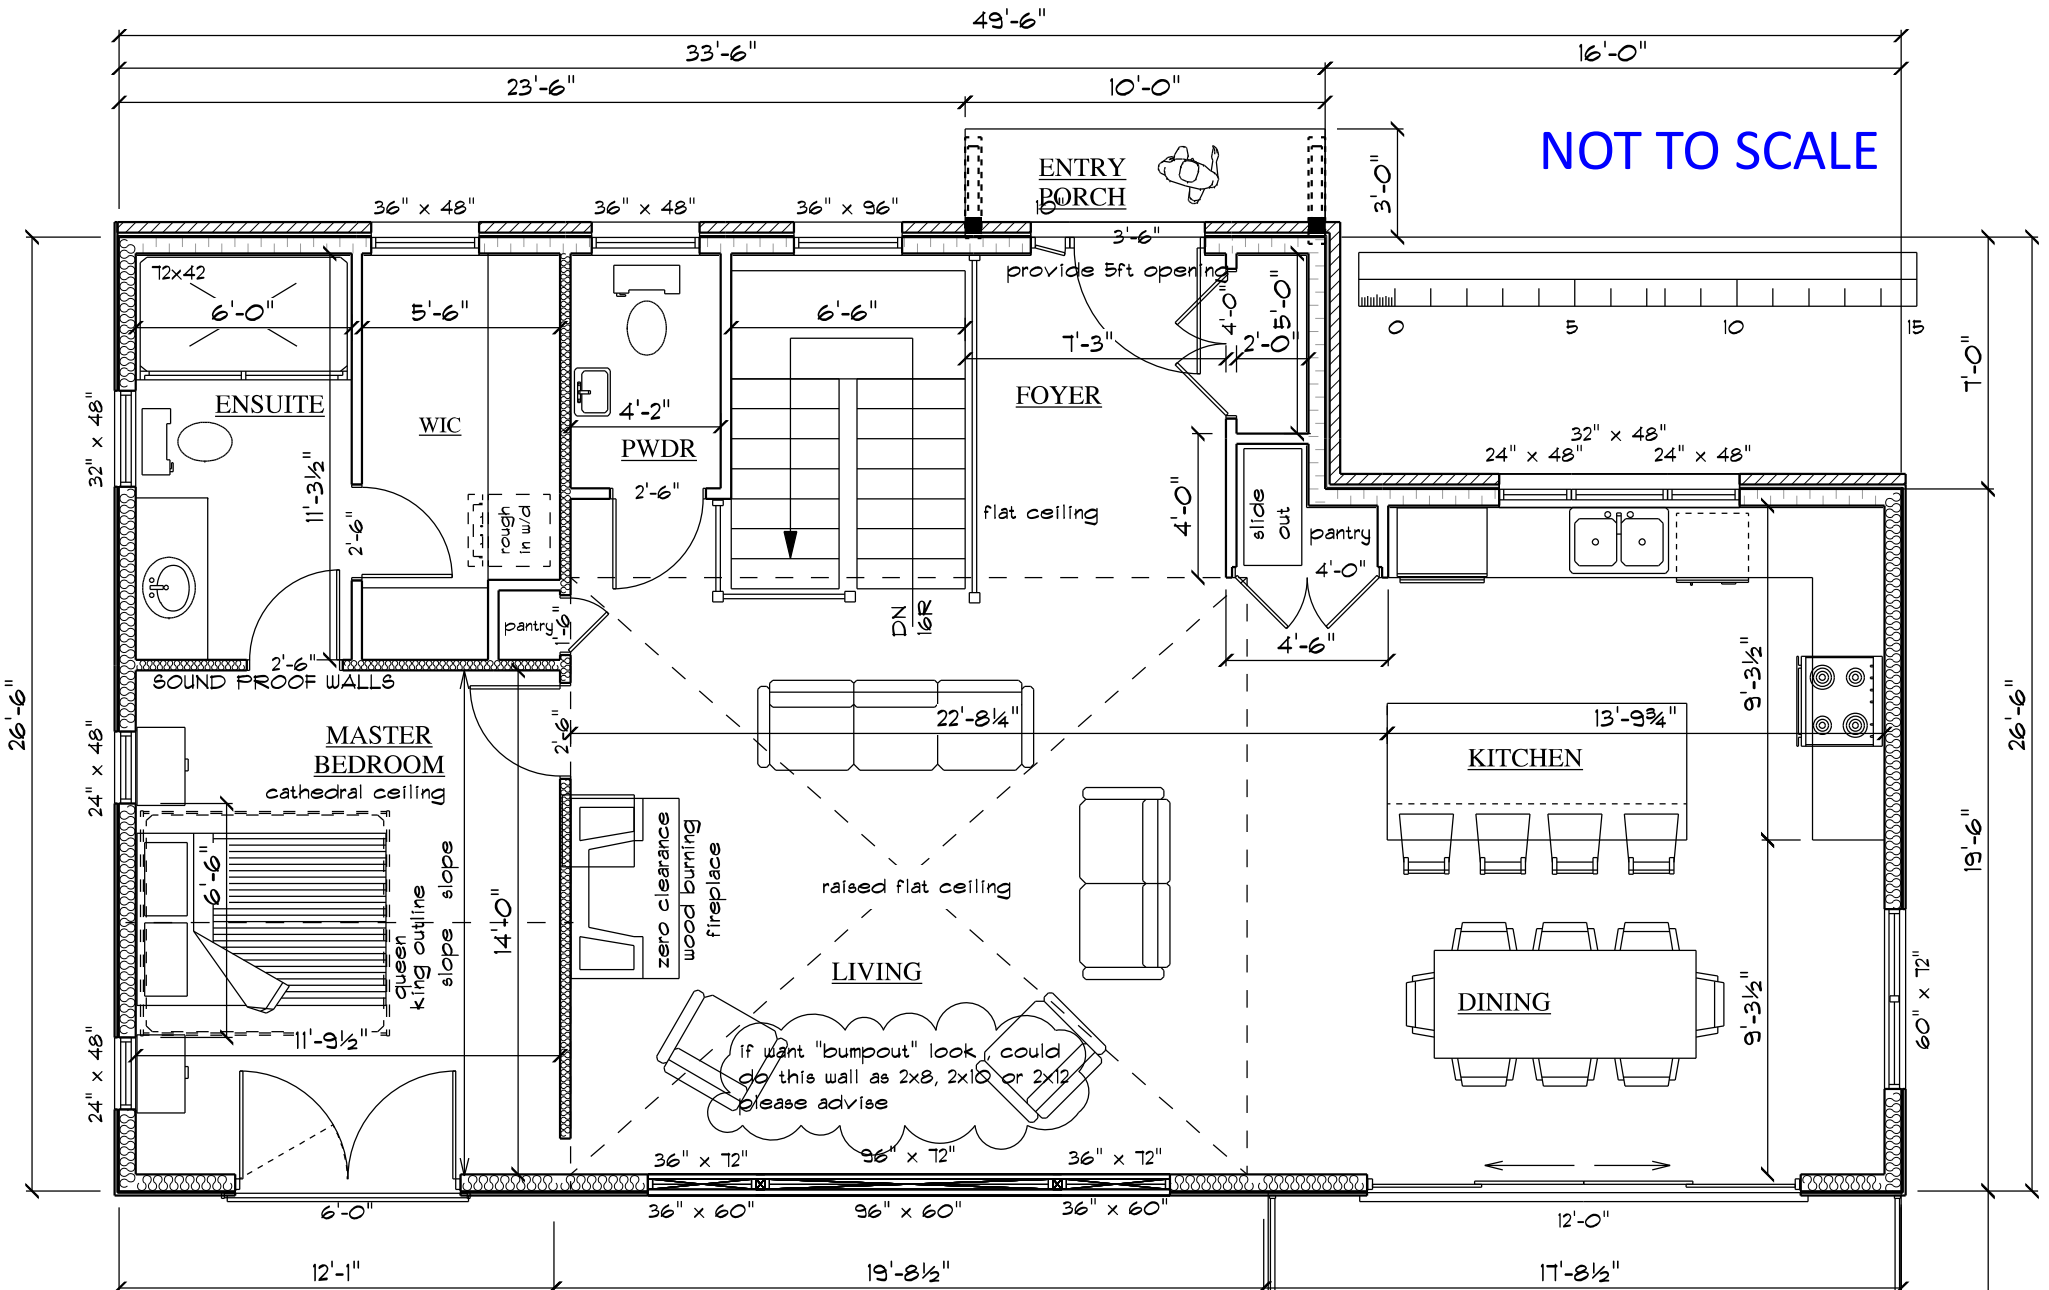 49'-6"
33'-6"
16'-0"
23'-6"
10'-0"
NOT TO SCALE
ENTRY
PORCH
3'-0"
36" x 48"
36" x 48"
36" x 96"
10"
3'-6"
provide 5ft opening
72x42
6'-0"
5'-6"
6'-6"
4'-0"
5'-0"
7'-3"
2'-0"
0
5
10
15
7'-0"
ENSUITE
WIC
4'-2"
PWDR
FOYER
32" x 48"
11'-3½"
2'-6"
2'-6"
rough
in w/d
flat ceiling
4'-0"
slide
out
pantry
4'-0"
32" x 48"
24" x 48"
24" x 48"
pantry
1'-6"
DN
16R
4'-6"
2'-6"
SOUND PROOF WALLS
26'-6"
26'-6"
24" x 48"
MASTER
BEDROOM
cathedral ceiling
2'-6"
22'-8¼"
13'-9¾"
9'-3½"
KITCHEN
6'-6"
queen
king outline
slope
slope
14'-0"
zero clearance
wood burning
fireplace
raised flat ceiling
LIVING
19'-6"
DINING
9'-3½"
60" x 72"
11'-9½"
24" x 48"
if want "bumpout" look , could
do this wall as 2x8, 2x10 or 2x12
please advise
36" x 72"
96" x 72"
36" x 72"
6'-0"
36" x 60"
96" x 60"
36" x 60"
12'-0"
12'-1"
19'-8½"
17'-8½"